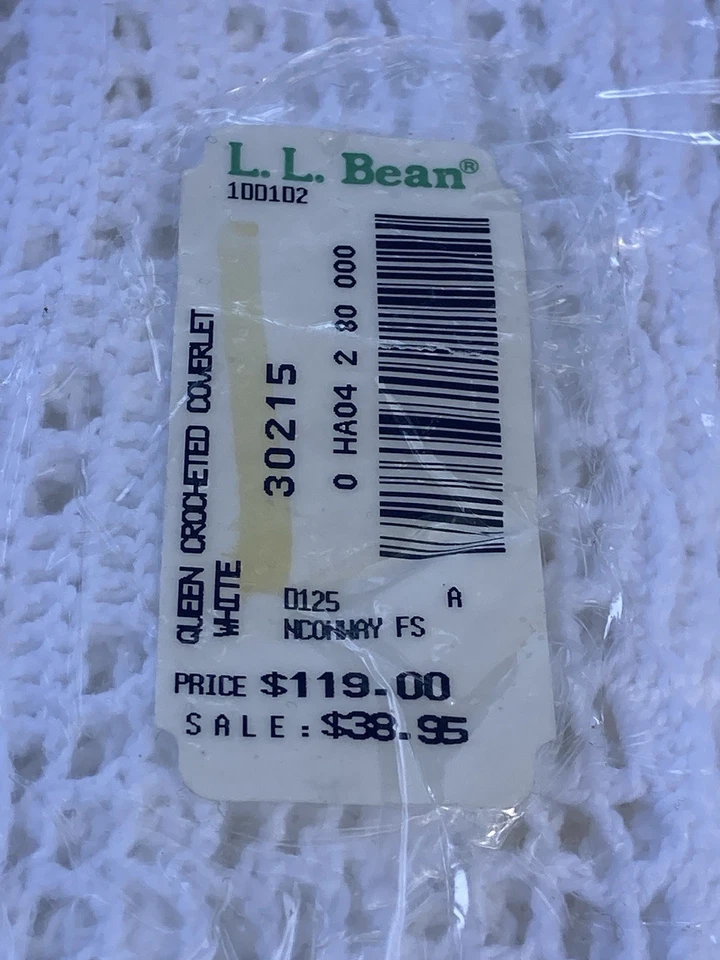 L. L. Bean®
100102
QUEEN CROCHETED COVERLET
WHITE
30215
0 HA04 2 80 000
D125 A
NCONWAY FS
PRICE $119.00
SALE: $38.95